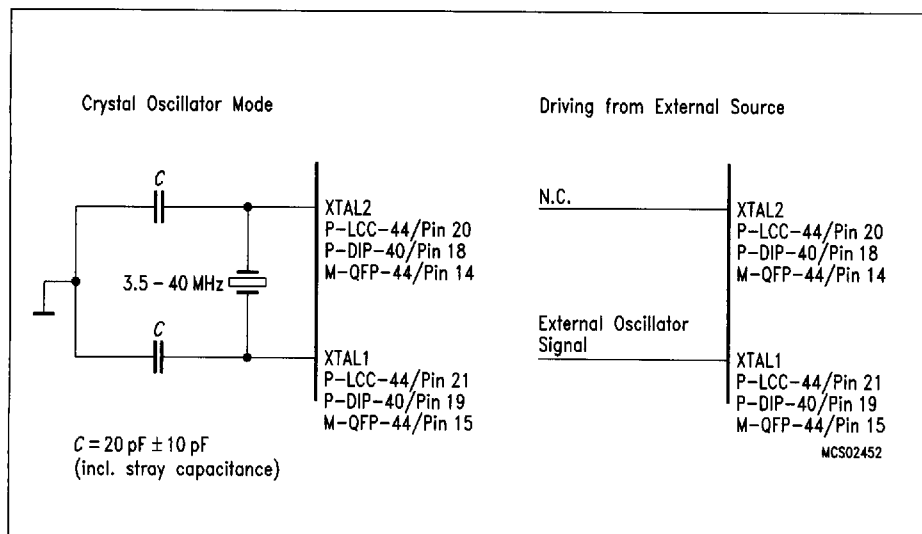 Crystal Oscillator Mode
C
XTAL2
P-LCC-44/Pin 20
P-DIP-40/Pin 18
M-QFP-44/Pin 14
3.5 – 40 MHz
C
XTAL1
P-LCC-44/Pin 21
P-DIP-40/Pin 19
M-QFP-44/Pin 15
C = 20 pF ± 10 pF
(incl. stray capacitance)
Driving from External Source
N.C.
XTAL2
P-LCC-44/Pin 20
P-DIP-40/Pin 18
M-QFP-44/Pin 14
External Oscillator
Signal
XTAL1
P-LCC-44/Pin 21
P-DIP-40/Pin 19
M-QFP-44/Pin 15
MCS02452